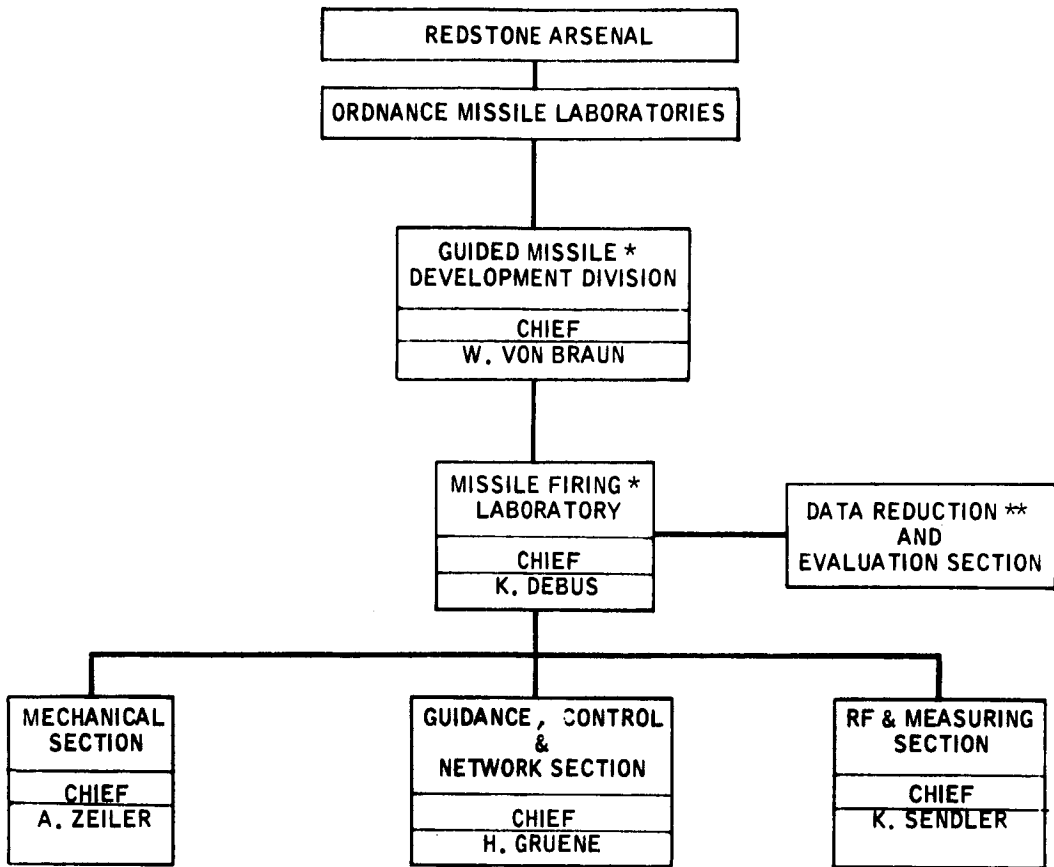 REDSTONE ARSENAL
ORDNANCE MISSILE LABORATORIES
GUIDED MISSILE *
DEVELOPMENT DIVISION
CHIEF
W. VON BRAUN
MISSILE FIRING *
LABORATORY
CHIEF
K. DEBUS
DATA REDUCTION **
AND
EVALUATION SECTION
MECHANICAL
SECTION
CHIEF
A. ZEILER
GUIDANCE, CONTROL
&
NETWORK SECTION
CHIEF
H. GRUENE
RF & MEASURING
SECTION
CHIEF
K. SENDLER